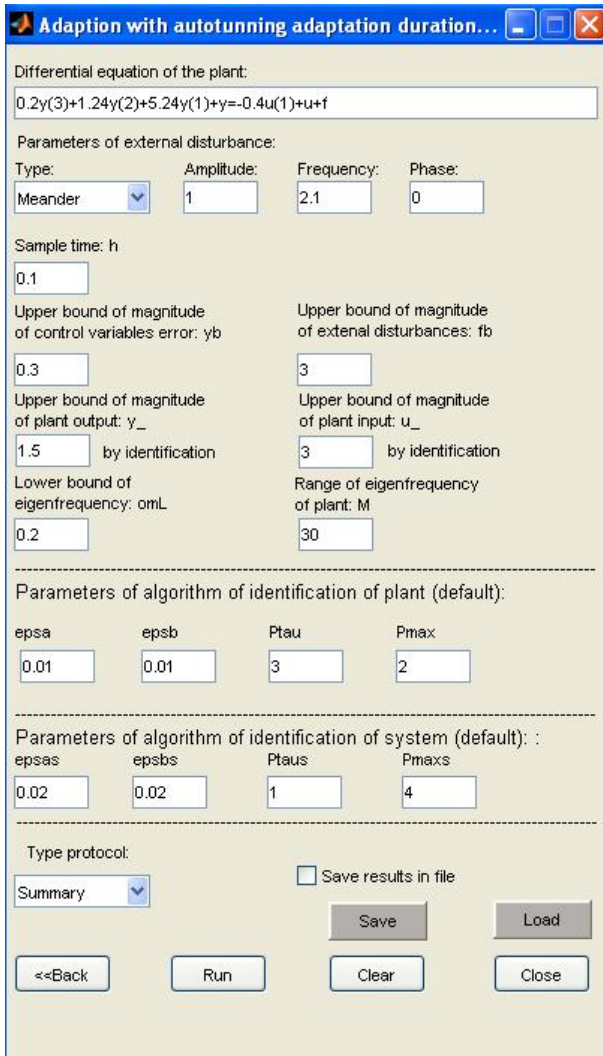 Adaption with autotunning adaptation duration...
Differential equation of the plant:
0.2y(3)+1.24y(2)+5.24y(1)+y=-0.4u(1)+u+f
Parameters of external disturbance:
Type: Amplitude: Frequency: Phase:
Meander 1 2.1 0
Sample time: h
0.1
Upper bound of magnitude
of control variables error: yb
Upper bound of magnitude
of extenal disturbances: fb
0.3 3
Upper bound of magnitude
of plant output: y_
Upper bound of magnitude
of plant input: u_
1.5 by identification 3 by identification
Lower bound of
eigenfrequency: omL
Range of eigenfrequency
of plant: M
0.2 30
Parameters of algorithm of identification of plant (default):
epsa epsb Ptau Pmax
0.01 0.01 3 2
Parameters of algorithm of identification of system (default): :
epsas epsbs Ptaus Pmaxs
0.02 0.02 1 4
Type protocol:
Summary
Save results in file
Save Load
<<Back Run Clear Close